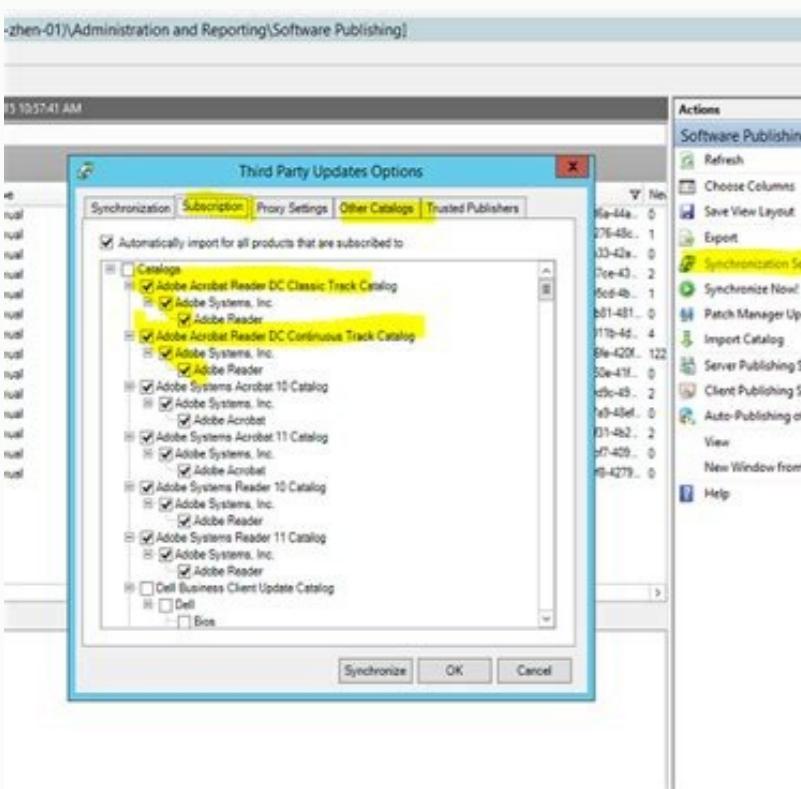 -zhen-01)\Administration and Reporting\Software Publishing]
15 10:57:41 AM
Third Party Updates Options
x
Synchronization
Subscription
Proxy Settings
Other Catalogs
Trusted Publishers
Automatically import for all products that are subscribed to
Catalogs
Adobe Acrobat Reader DC Classic Track Catalog
Adobe Systems, Inc.
Adobe Reader
Adobe Acrobat Reader DC Continuous Track Catalog
Adobe Systems, Inc.
Adobe Reader
Adobe Systems Acrobat 10 Catalog
Adobe Systems, Inc.
Adobe Acrobat
Adobe Systems Acrobat 11 Catalog
Adobe Systems, Inc.
Adobe Acrobat
Adobe Systems Reader 10 Catalog
Adobe Systems, Inc.
Adobe Reader
Adobe Systems Reader 11 Catalog
Adobe Systems, Inc.
Adobe Reader
Dell Business Client Update Catalog
Dell
Bios
Synchronize
OK
Cancel
Actions
Software Publishin
Refresh
Choose Columns
Save View Layout
Export
Synchronization Se
Synchronize Now!
Patch Manager Up
Import Catalog
Server Publishing S
Client Publishing S
Auto-Publishing of
View
New Window from
Help